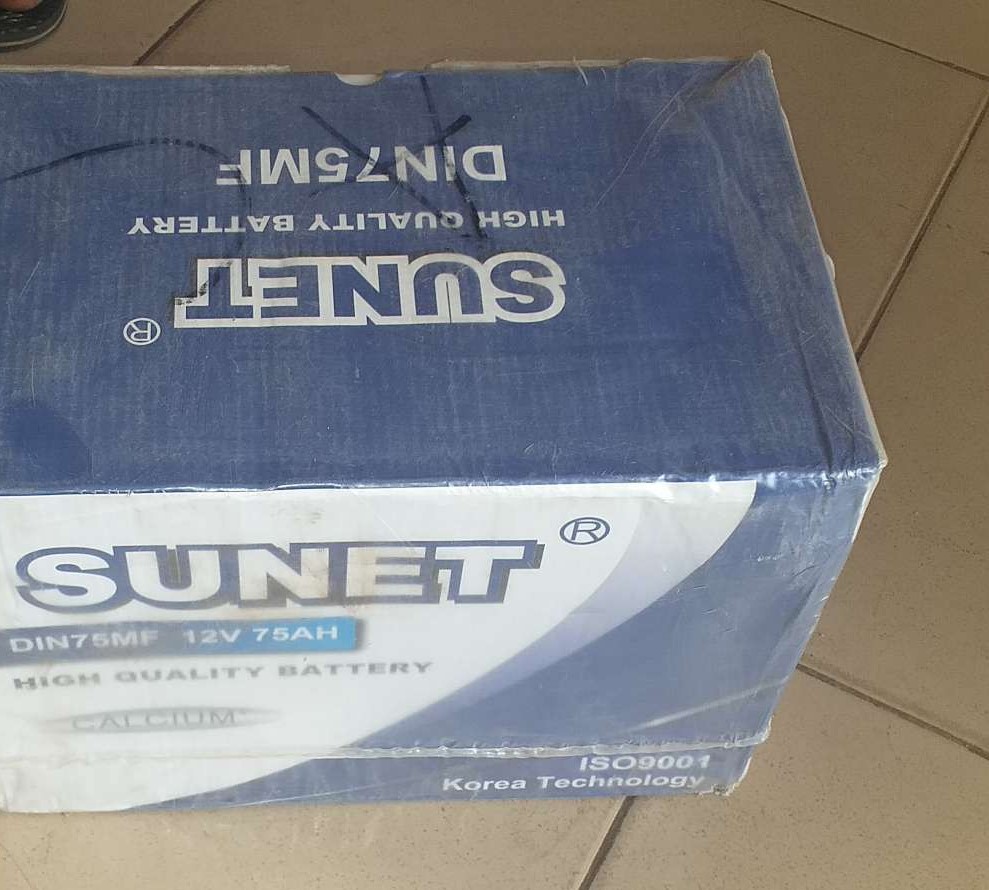 DIN75MF
HIGH QUALITY BATTERY
SUNET®
SUNET®
DIN75MF 12V 75AH
HIGH QUALITY BATTERY
CALCIUM
ISO9001
Korea Technology